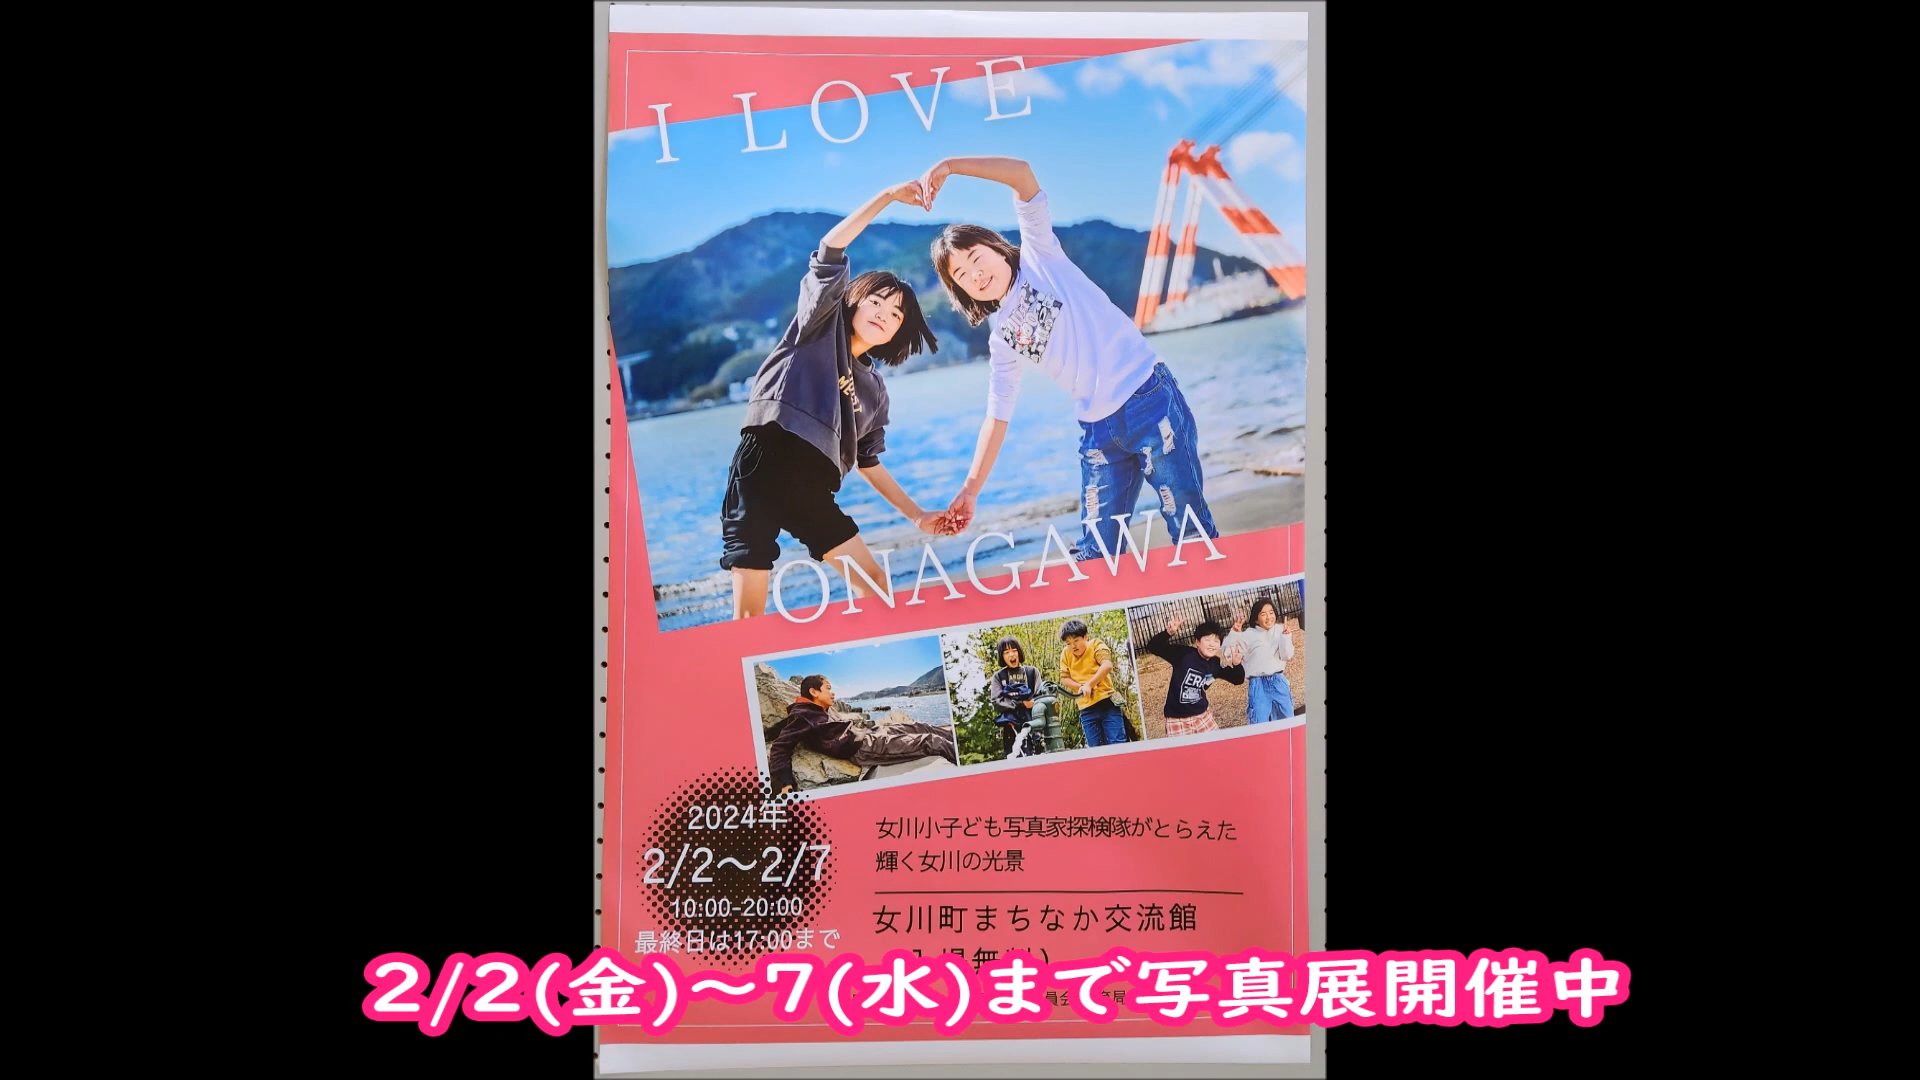 I LOVE
ONAGAWA
2024年
2/2～2/7
10:00-20:00
最終日は17:00まで
女川小子ども写真家探検隊がとらえた
輝く女川の光景
女川町まちなか交流館
2/2(金)～7(水)まで写真展開催中